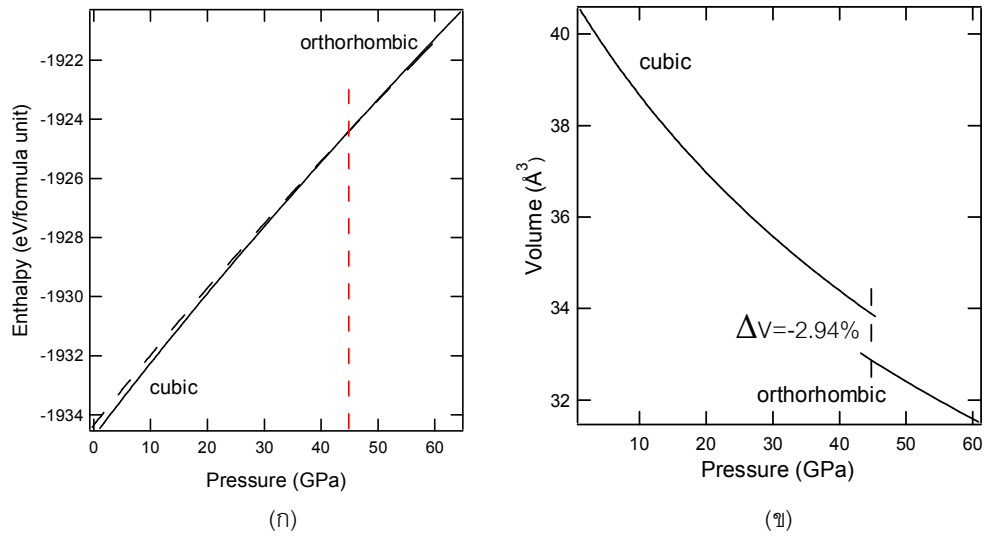 orthorhombic
-1922
-1924
-1926
-1928
-1930
-1932
-1934
Enthalpy (eV/formula unit)
cubic
0 10 20 30 40 50 60
Pressure (GPa)
(ก)
40
38
36
34
32
Volume (Å³)
cubic
ΔV=-2.94%
orthorhombic
10 20 30 40 50 60
Pressure (GPa)
(ข)